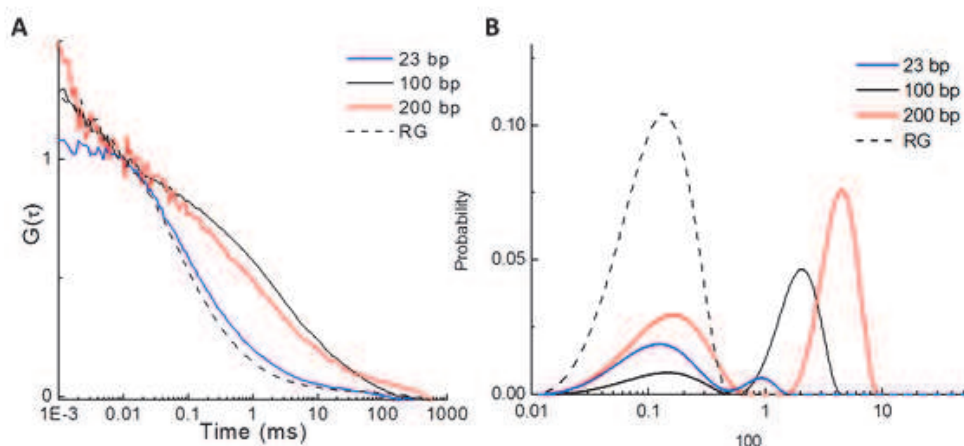 A
B
23 bp
100 bp
200 bp
RG
23 bp
100 bp
200 bp
RG
G(τ)
1
0
1E-3 0.01 0.1 1 10 100 1000
Time (ms)
Probability
0.10
0.05
0.00
0.01 0.1 1 10
100